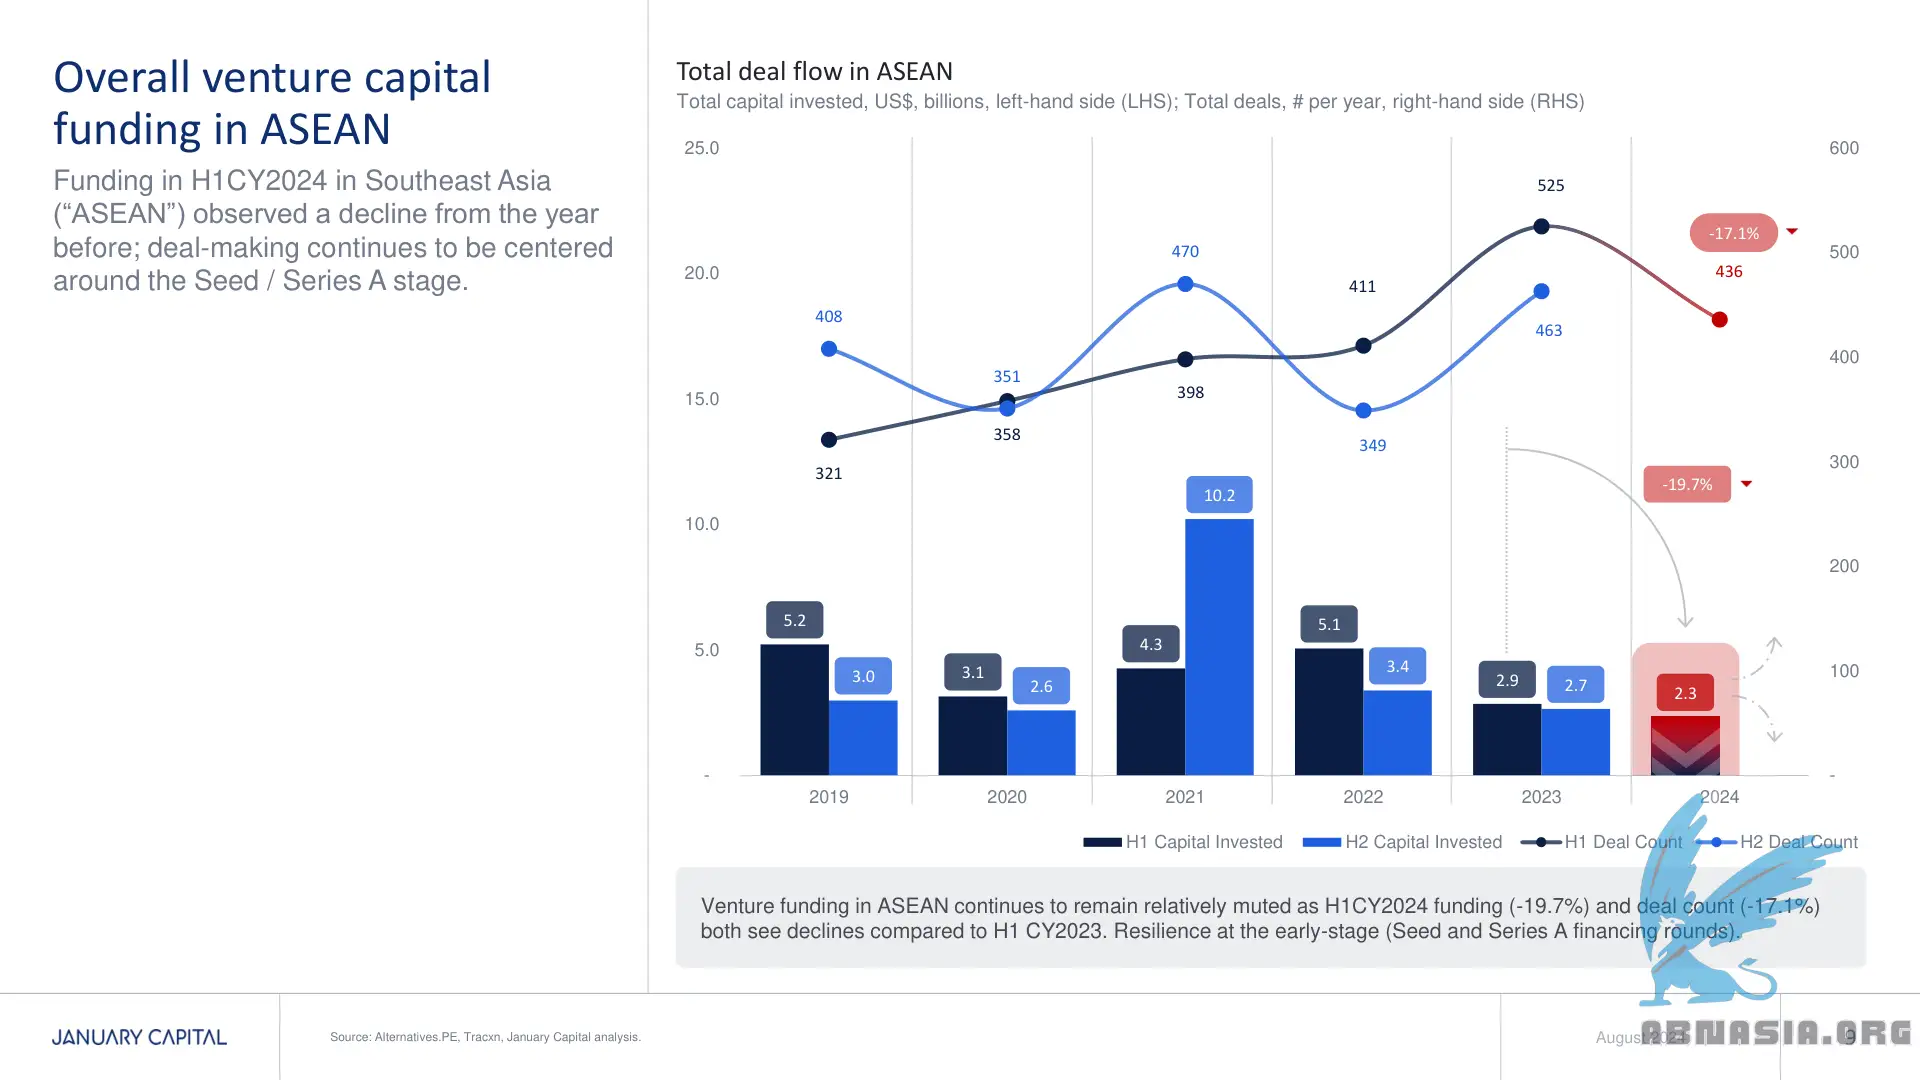 Overall venture capital
funding in ASEAN
Funding in H1CY2024 in Southeast Asia
(“ASEAN”) observed a decline from the year
before; deal-making continues to be centered
around the Seed / Series A stage.
Total deal flow in ASEAN
Total capital invested, US$, billions, left-hand side (LHS); Total deals, # per year, right-hand side (RHS)
25.0
20.0
15.0
10.0
5.0
-
600
500
400
300
200
100
-
408
351
470
349
463
321
358
398
411
525
436
-17.1%
-19.7%
5.2
3.0
3.1
2.6
4.3
10.2
5.1
3.4
2.9
2.7
2.3
2019
2020
2021
2022
2023
2024
H1 Capital Invested
H2 Capital Invested
H1 Deal Count
H2 Deal Count
Venture funding in ASEAN continues to remain relatively muted as H1CY2024 funding (-19.7%) and deal count (-17.1%)
both see declines compared to H1 CY2023. Resilience at the early-stage (Seed and Series A financing rounds).
JANUARY CAPITAL
Source: Alternatives.PE, Tracxn, January Capital analysis.
August 2024
9
ABNASIA.ORG